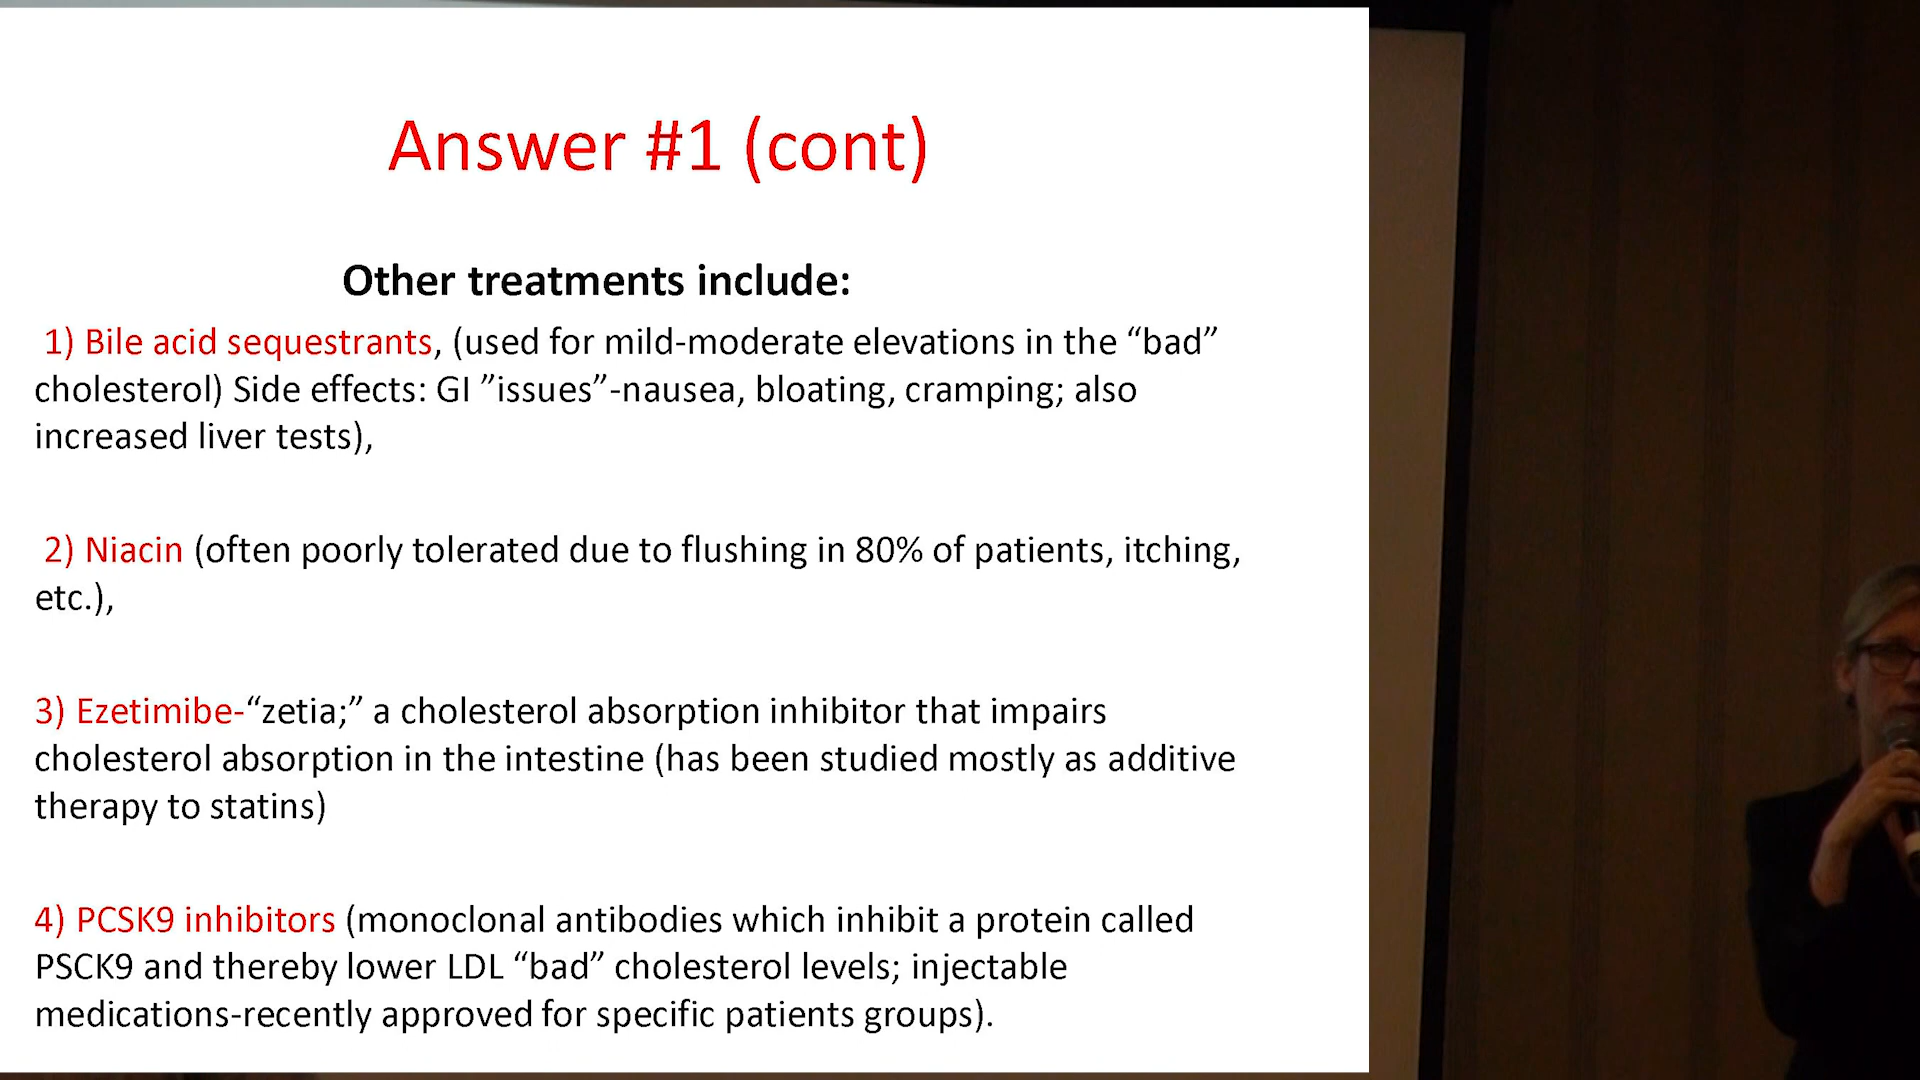 Answer #1 (cont)
Other treatments include:
1) Bile acid sequestrants, (used for mild-moderate elevations in the “bad”
cholesterol) Side effects: GI ”issues”-nausea, bloating, cramping; also
increased liver tests),
2) Niacin (often poorly tolerated due to flushing in 80% of patients, itching,
etc.),
3) Ezetimibe-“zetia;” a cholesterol absorption inhibitor that impairs
cholesterol absorption in the intestine (has been studied mostly as additive
therapy to statins)
4) PCSK9 inhibitors (monoclonal antibodies which inhibit a protein called
PSCK9 and thereby lower LDL “bad” cholesterol levels; injectable
medications-recently approved for specific patients groups).